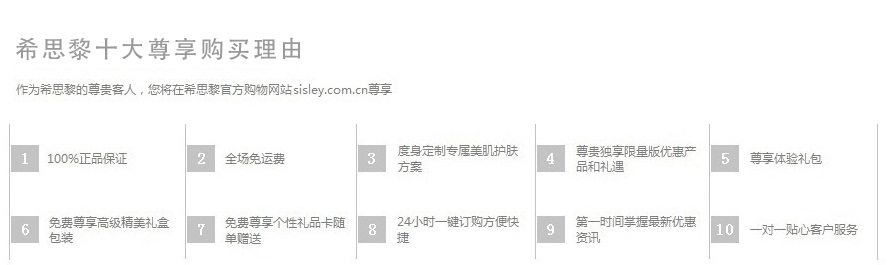 希思黎十大尊享购买理由
作为希思黎的尊贵客人，您将在希思黎官方购物网站sisley.com.cn尊享
1 100%正品保证
2 全场免运费
3 度身定制专属美肌护肤
方案
4 尊贵独享限量版优惠产
品和礼遇
5 尊享体验礼包
6 免费尊享高级精美礼盒
包装
7 免费尊享个性礼品卡随
单赠送
8 24小时一键订购方便快
捷
9 第一时间掌握最新优惠
资讯
10 一对一贴心客户服务